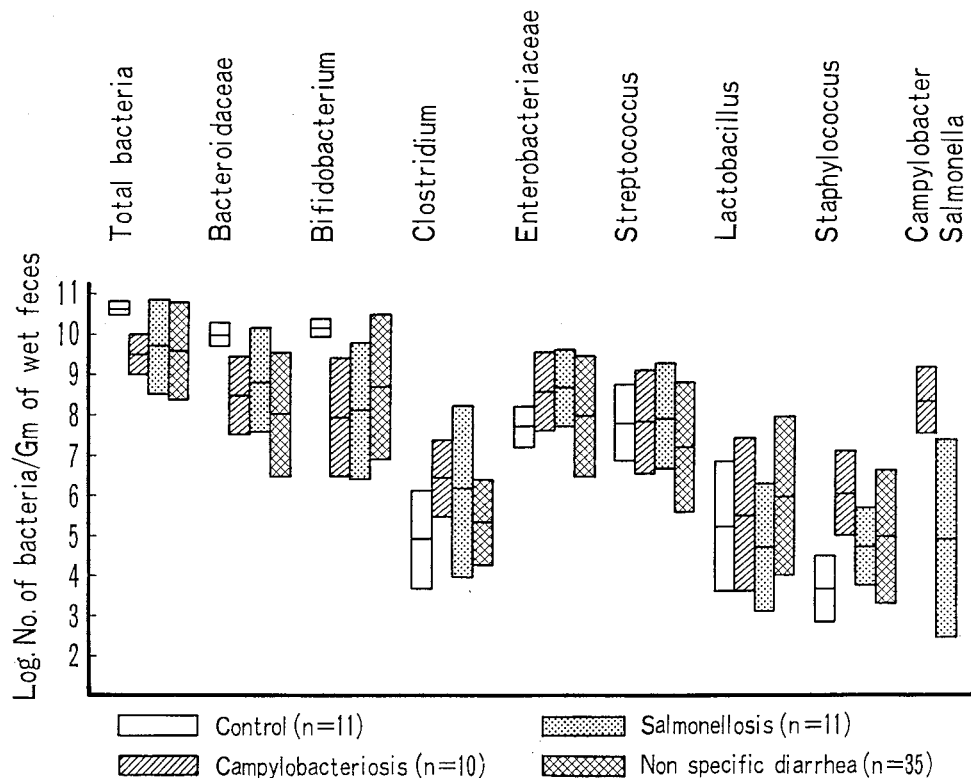 Total bacteria
Bacteroidaceae
Bifidobacterium
Clostridium
Enterobacteriaceae
Streptococcus
Lactobacillus
Staphylococcus
Campylobacter
Salmonella
Log. No. of bacteria/Gm of wet feces
11
10
9
8
7
6
5
4
3
2
Control (n=11)
Salmonellosis (n=11)
Campylobacteriosis (n=10)
Non specific diarrhea (n=35)